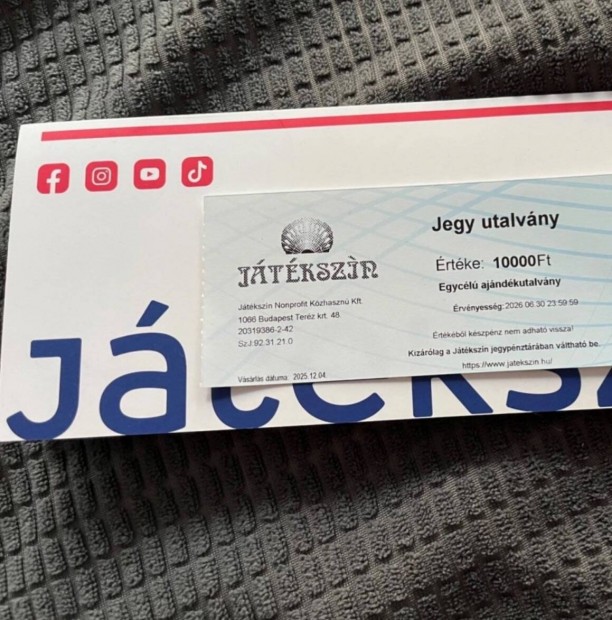 JÁTÉKSZÍN
Játékszín Nonprofit Közhasznú Kft.
1066 Budapest Teréz krt. 48
20319386-2-42
SzJ:92.31.21.0
Vásárlás dátuma: 2025.12.04.
Jegy utalvány
Értéke: 10000Ft
Egycélú ajándékutalvány
Érvényesség:2026.06.30 23:59:59
Értékéből készpénz nem adható vissza!
Kizárólag a Játékszín jegypénztárában váltható be.
https://www.jatekszin.hu/
Játéksz